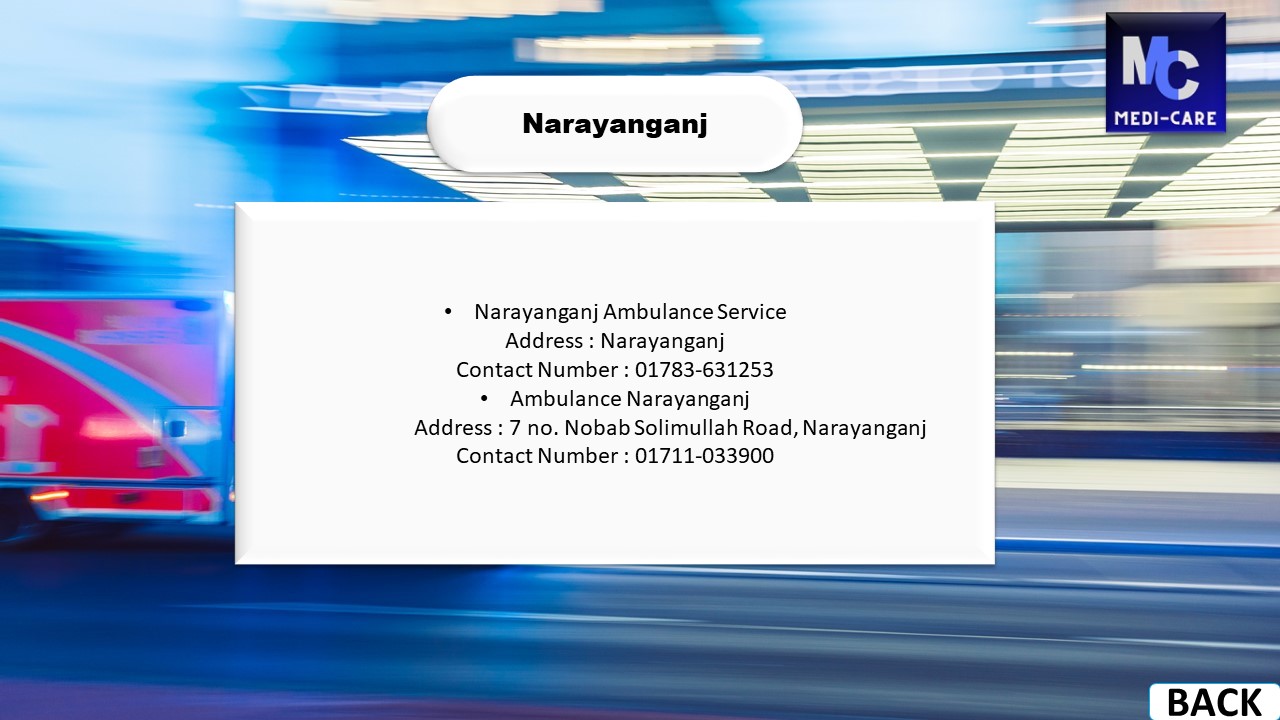 MC
MEDI-CARE
Narayanganj
• Narayanganj Ambulance Service
Address : Narayanganj
Contact Number : 01783-631253
• Ambulance Narayanganj
Address : 7 no. Nobab Solimullah Road, Narayanganj
Contact Number : 01711-033900
BACK